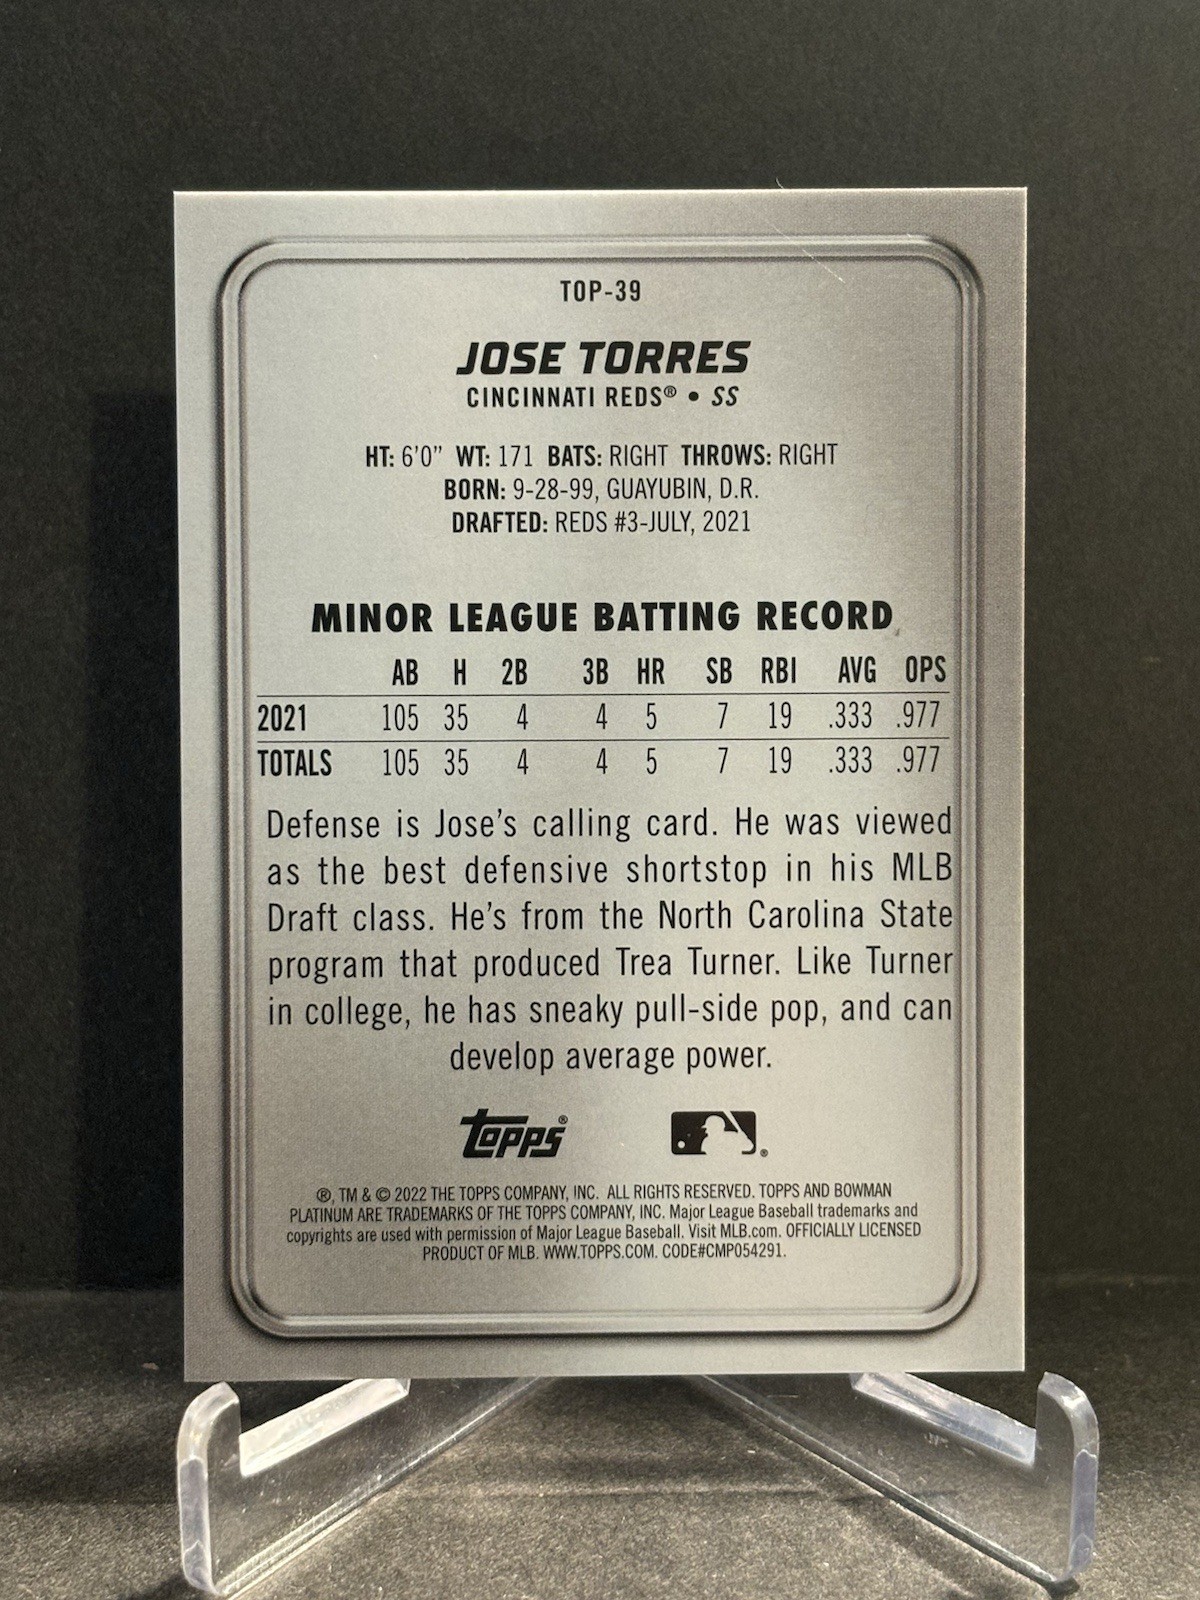 TOP-39
JOSE TORRES
CINCINNATI REDS® • SS
HT: 6'0" WT: 171 BATS: RIGHT THROWS: RIGHT
BORN: 9-28-99, GUAYUBIN, D.R.
DRAFTED: REDS #3-JULY, 2021
MINOR LEAGUE BATTING RECORD
AB H 2B 3B HR SB RBI AVG OPS
2021 105 35 4 4 5 7 19 .333 .977
TOTALS 105 35 4 4 5 7 19 .333 .977
Defense is Jose's calling card. He was viewed
as the best defensive shortstop in his MLB
Draft class. He's from the North Carolina State
program that produced Trea Turner. Like Turner
in college, he has sneaky pull-side pop, and can
develop average power.
topps® ®
®, TM & © 2022 THE TOPPS COMPANY, INC. ALL RIGHTS RESERVED. TOPPS AND BOWMAN
PLATINUM ARE TRADEMARKS OF THE TOPPS COMPANY, INC. Major League Baseball trademarks and
copyrights are used with permission of Major League Baseball. Visit MLB.com. OFFICIALLY LICENSED
PRODUCT OF MLB. WWW.TOPPS.COM. CODE#CMP054291.